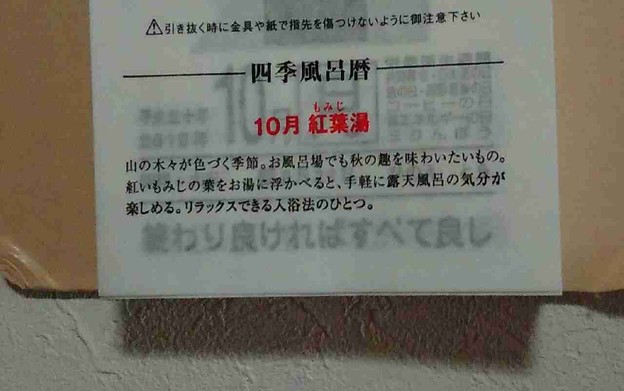 ⚠引き抜く時に金具や紙で指先を傷つけないように御注意下さい
四季風呂暦
もみじ
10月 紅葉湯
山の木々が色づく季節。お風呂場でも秋の趣を味わいたいもの。
紅いもみじの葉をお湯に浮かべると、手軽に露天風呂の気分が
楽しめる。リラックスできる入浴法のひとつ。
終わり良ければすべて良し